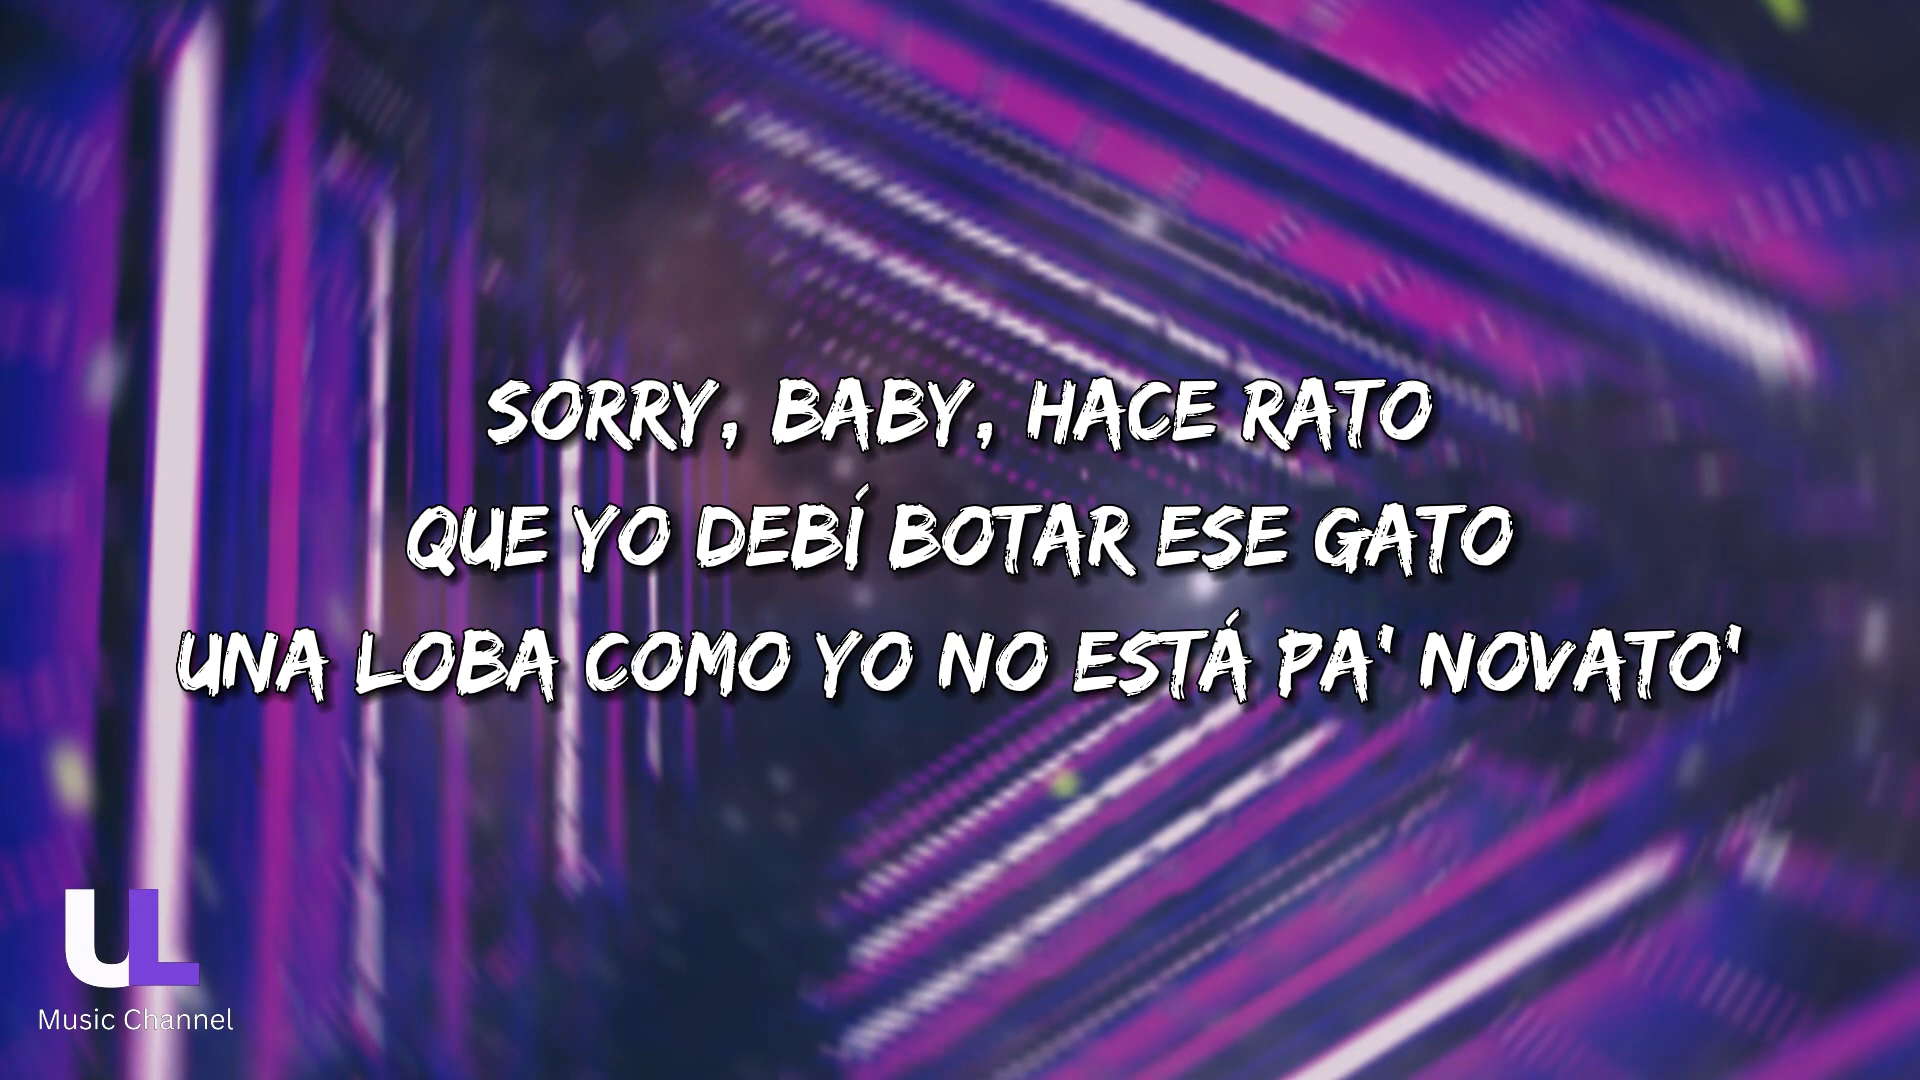 SORRY, BABY, HACE RATO
QUE YO DEBÍ BOTAR ESE GATO
UNA LOBA COMO YO NO ESTÁ PA' NOVATO'
UL
Music Channel